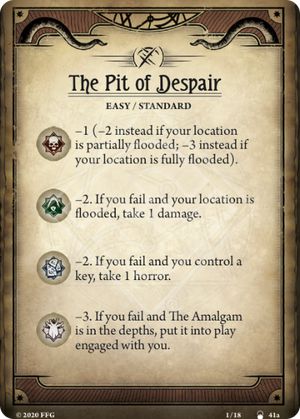 The Pit of Despair
EASY / STANDARD
–1 (–2 instead if your location
is partially flooded; –3 instead if
your location is fully flooded).
–2. If you fail and your location is
flooded, take 1 damage.
–2. If you fail and you control a
key, take 1 horror.
–3. If you fail and The Amalgam
is in the depths, put it into play
engaged with you.
© 2020 FFG
1/18
41a